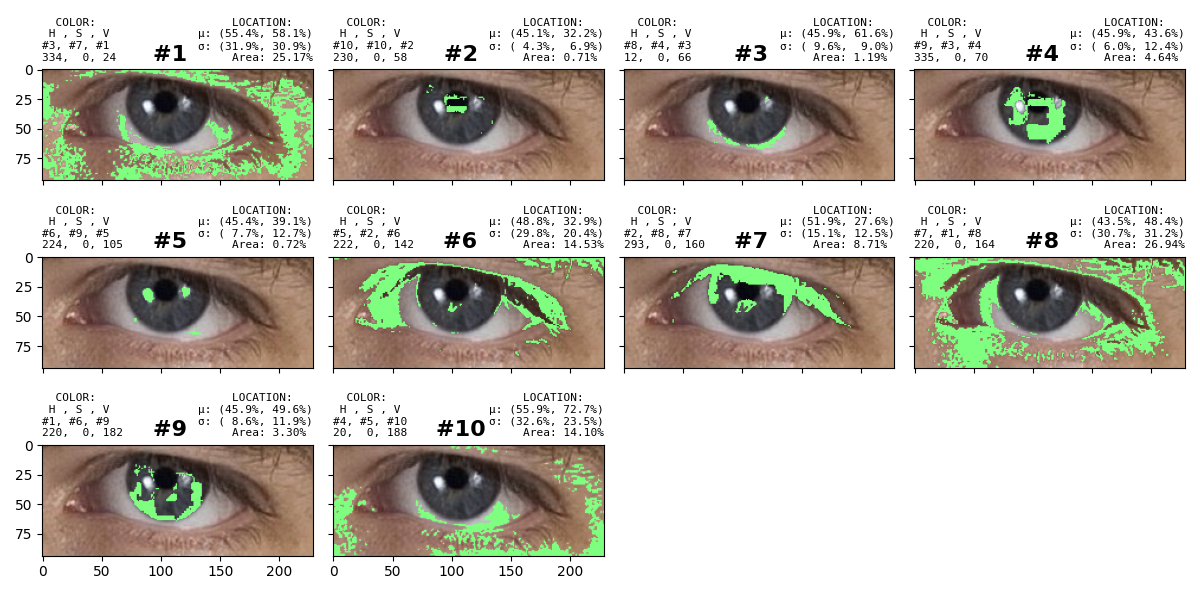 COLOR: LOCATION:
H , S , V μ: (55.4%, 58.1%)
#3, #7, #1 #1 σ: (31.9%, 30.9%)
334, 0, 24 Area: 25.17%
COLOR: LOCATION:
H , S , V μ: (45.1%, 32.2%)
#10, #10, #2 #2 σ: ( 4.3%, 6.9%)
230, 0, 58 Area: 0.71%
COLOR: LOCATION:
H , S , V μ: (45.9%, 61.6%)
#8, #4, #3 #3 σ: ( 9.6%, 9.0%)
12, 0, 66 Area: 1.19%
COLOR: LOCATION:
H , S , V μ: (45.9%, 43.6%)
#9, #3, #4 #4 σ: ( 6.0%, 12.4%)
335, 0, 70 Area: 4.64%
0
25
50
75
COLOR: LOCATION:
H , S , V μ: (45.4%, 39.1%)
#6, #9, #5 #5 σ: ( 7.7%, 12.7%)
224, 0, 105 Area: 0.72%
COLOR: LOCATION:
H , S , V μ: (48.8%, 32.9%)
#5, #2, #6 #6 σ: (29.8%, 20.4%)
222, 0, 142 Area: 14.53%
COLOR: LOCATION:
H , S , V μ: (51.9%, 27.6%)
#2, #8, #7 #7 σ: (15.1%, 12.5%)
293, 0, 160 Area: 8.71%
COLOR: LOCATION:
H , S , V μ: (43.5%, 48.4%)
#7, #1, #8 #8 σ: (30.7%, 31.2%)
220, 0, 164 Area: 26.94%
0
25
50
75
COLOR: LOCATION:
H , S , V μ: (45.9%, 49.6%)
#1, #6, #9 #9 σ: ( 8.6%, 11.9%)
220, 0, 182 Area: 3.30%
COLOR: LOCATION:
H , S , V μ: (55.9%, 72.7%)
#4, #5, #10 #10 σ: (32.6%, 23.5%)
20, 0, 188 Area: 14.10%
0
25
50
75
0 50 100 150 200
0 50 100 150 200